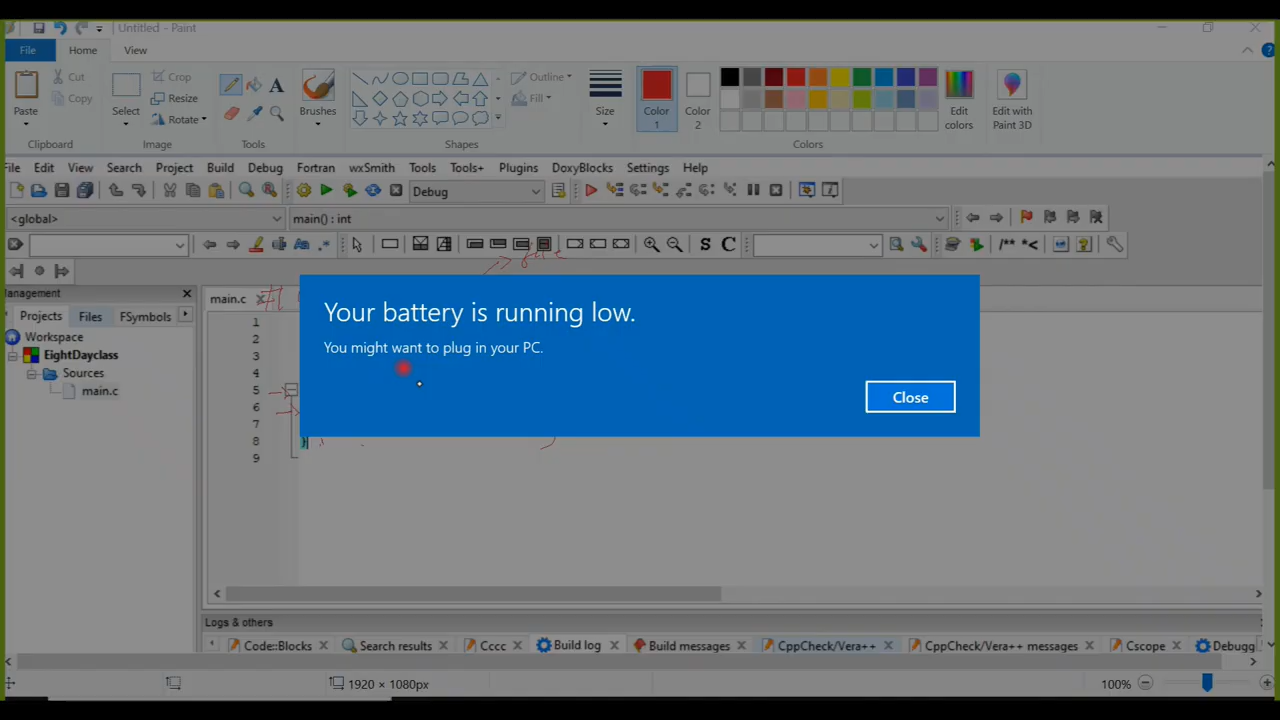 Untitled - Paint
File Home View
Paste
Cut
Copy
Select
Crop
Resize
Rotate
Brushes
Outline
Fill
Size
Color 1
Color 2
Edit colors
Edit with Paint 3D
Clipboard Image Tools Shapes Colors
File Edit View Search Project Build Debug Fortran wxSmith Tools Tools+ Plugins DoxyBlocks Settings Help
Debug
<global> main() : int
S C /** *<
Management
Projects Files FSymbols
Workspace
EightDayclass
Sources
main.c
main.c
1
2
3
4
5
6
7
8
9
Your battery is running low.
You might want to plug in your PC.
Close
Logs & others
Code::Blocks Search results Cccc Build log Build messages CppCheck/Vera++ CppCheck/Vera++ messages Cscope Debugg
1920 × 1080px 100%